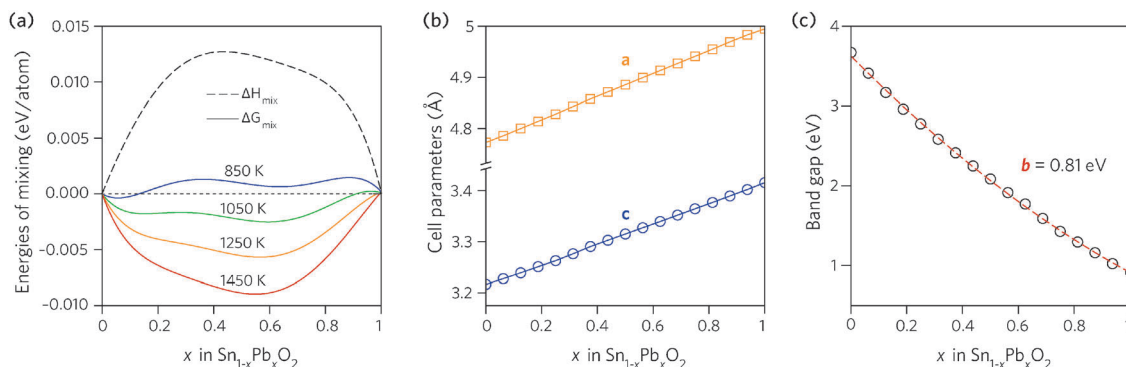 (a)
Energies of mixing (eV/atom)
0.015
0.010
0.005
0.000
-0.005
-0.010
ΔH_mix
ΔG_mix
850 K
1050 K
1250 K
1450 K
0 0.2 0.4 0.6 0.8 1
x in Sn₁₋ₓPbₓO₂
(b)
Cell parameters (Å)
5
4.9
4.8
3.4
3.3
3.2
a
c
0 0.2 0.4 0.6 0.8 1
x in Sn₁₋ₓPbₓO₂
(c)
Band gap (eV)
4
3
2
1
b = 0.81 eV
0 0.2 0.4 0.6 0.8 1
x in Sn₁₋ₓPbₓO₂